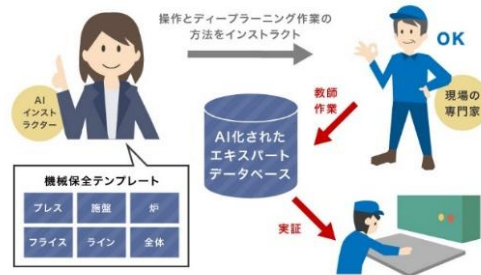 操作とディープラーニング作業の
方法をインストラクト
OK
AI
インスト
ラクター
教師
作業
現場の
専門家
AI化された
エキスパート
データベース
機械保全テンプレート
プレス
施盤
炉
フライス
ライン
全体
実証